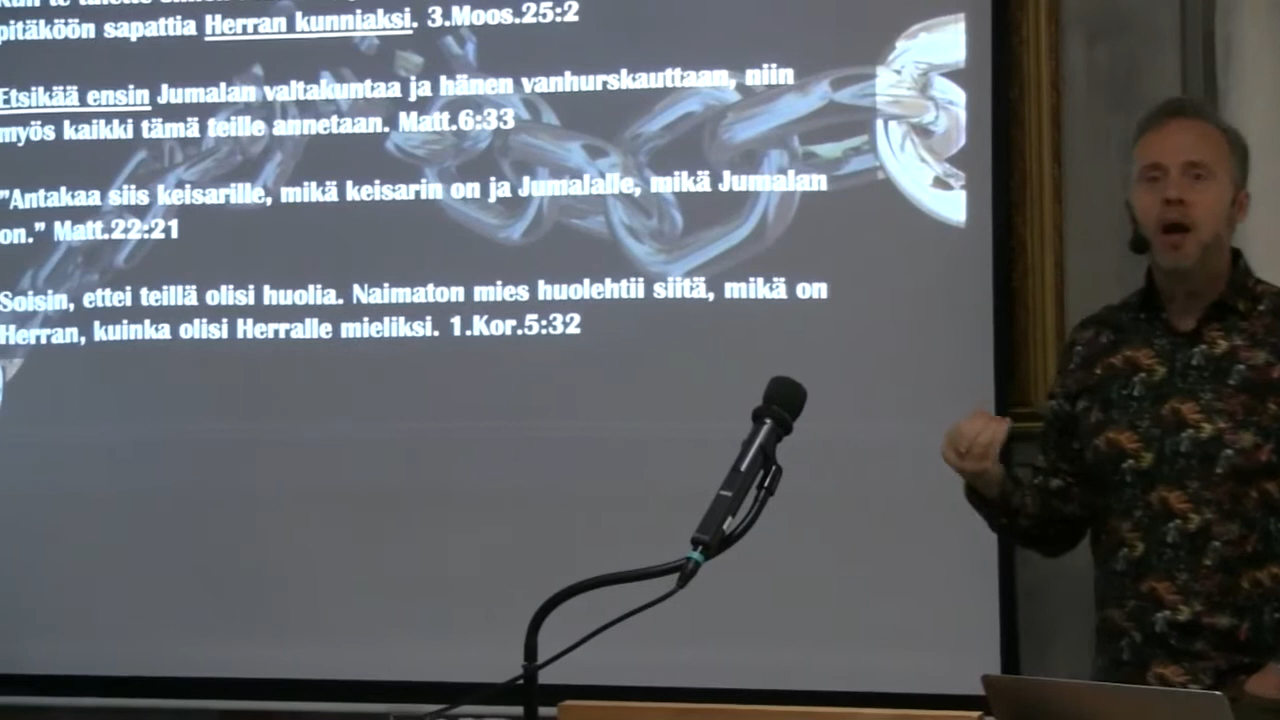 pitäköön sapattia Herran kunniaksi. 3.Moos.25:2
Etsikää ensin Jumalan valtakuntaa ja hänen vanhurskauttaan, niin
myös kaikki tämä teille annetaan. Matt.6:33
"Antakaa siis keisarille, mikä keisarin on ja Jumalalle, mikä Jumalan
on." Matt.22:21
Soisin, ettei teillä olisi huolia. Naimaton mies huolehtii siitä, mikä on
Herran, kuinka olisi Herralle mieliksi. 1.Kor.5:32